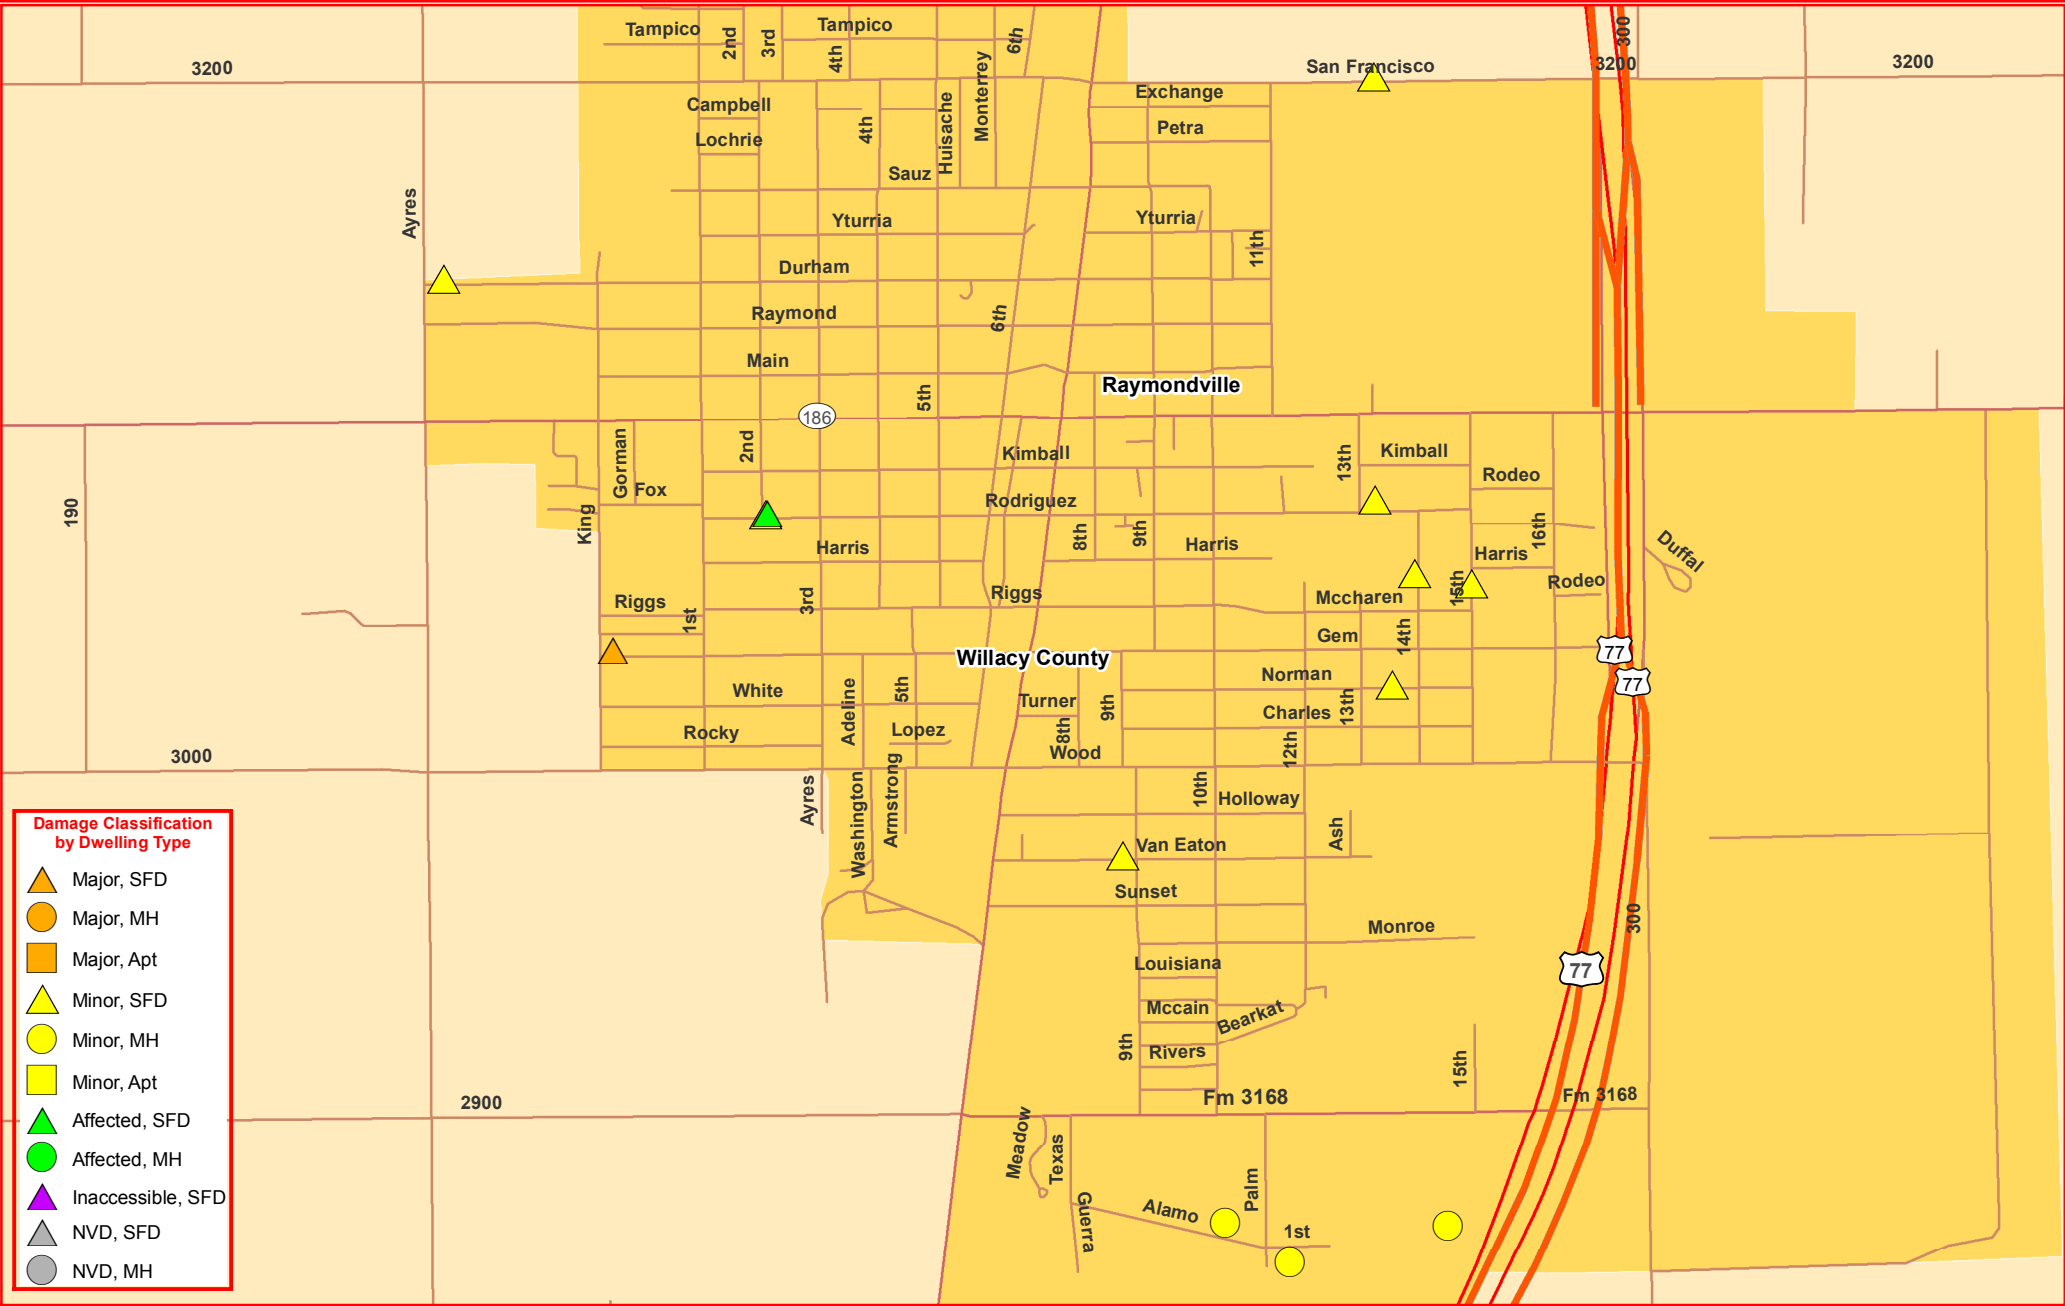 Tampico
2nd
3rd
Tampico
4th
6th
300
3200
San Francisco
3200
3200
Campbell
Lochrie
4th
Huisache
Monterrey
Exchange
Petra
Sauz
Ayres
Yturria
Yturria
11th
Durham
Raymond
6th
Main
Raymondville
5th
186
2nd
Gorman
Fox
Kimball
13th
Kimball
Rodeo
190
King
Rodriguez
8th
9th
16th
Harris
Harris
Harris
Duffal
Riggs
1st
3rd
Riggs
Mccharen
15th
Rodeo
Gem
14th
77
Willacy County
77
White
Adeline
5th
Turner
9th
Norman
13th
Charles
Rocky
Lopez
8th
Wood
12th
3000
Ayres
Washington
Armstrong
10th
Holloway
Ash
Van Eaton
Sunset
Monroe
300
Louisiana
77
Mccain
Bearkat
9th
Rivers
15th
2900
Fm 3168
Fm 3168
Meadow
Texas
Guerra
Alamo
Palm
1st
Damage Classification
by Dwelling Type
Major, SFD
Major, MH
Major, Apt
Minor, SFD
Minor, MH
Minor, Apt
Affected, SFD
Affected, MH
Inaccessible, SFD
NVD, SFD
NVD, MH